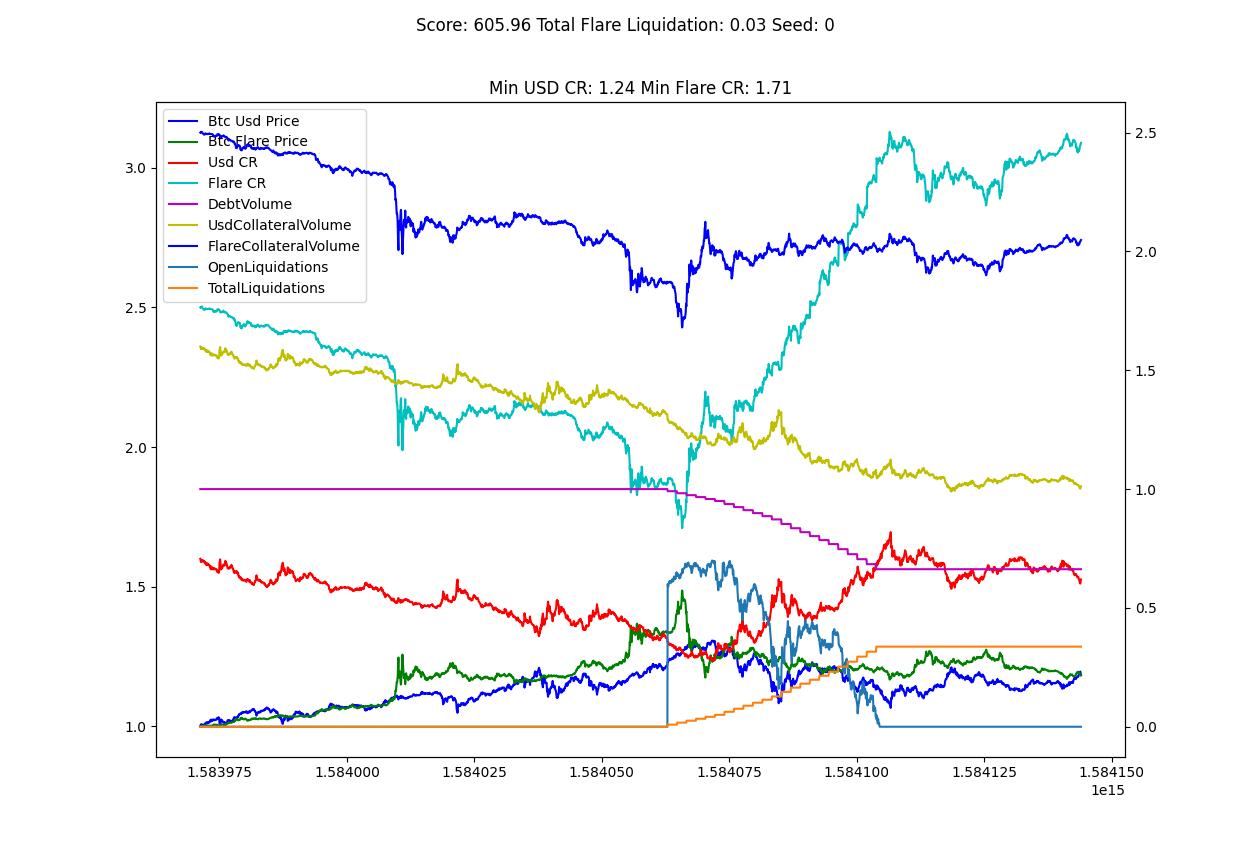 Score: 605.96 Total Flare Liquidation: 0.03 Seed: 0
Min USD CR: 1.24 Min Flare CR: 1.71
Btc Usd Price
Btc Flare Price
Usd CR
Flare CR
DebtVolume
UsdCollateralVolume
FlareCollateralVolume
OpenLiquidations
TotalLiquidations
3.0
2.5
2.0
1.5
1.0
2.5
2.0
1.5
1.0
0.5
0.0
1.583975
1.584000
1.584025
1.584050
1.584075
1.584100
1.584125
1.584150
1e15